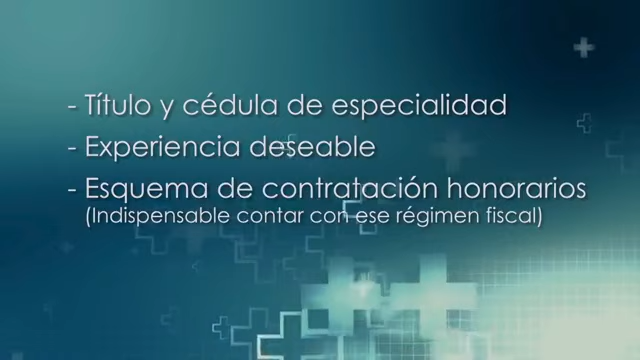 - Título y cédula de especialidad
- Experiencia deseable
- Esquema de contratación honorarios
(Indispensable contar con ese régimen fiscal)